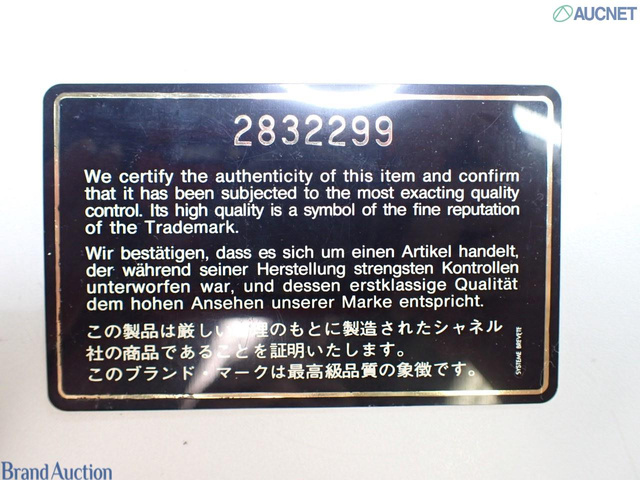 AUCNET
2832299
We certify the authenticity of this item and confirm
that it has been subjected to the most exacting quality
control. Its high quality is a symbol of the fine reputation
of the Trademark.
Wir bestätigen, dass es sich um einen Artikel handelt,
der während seiner Herstellung strengsten Kontrollen
unterworfen war, und dessen erstklassige Qualität
dem hohen Ansehen unserer Marke entspricht.
この製品は厳しい管理のもとに製造されたシャネル
社の商品であることを証明いたします。
このブランド・マークは最高級品質の象徴です。
SYSTEME BREVETE
Brand Auction